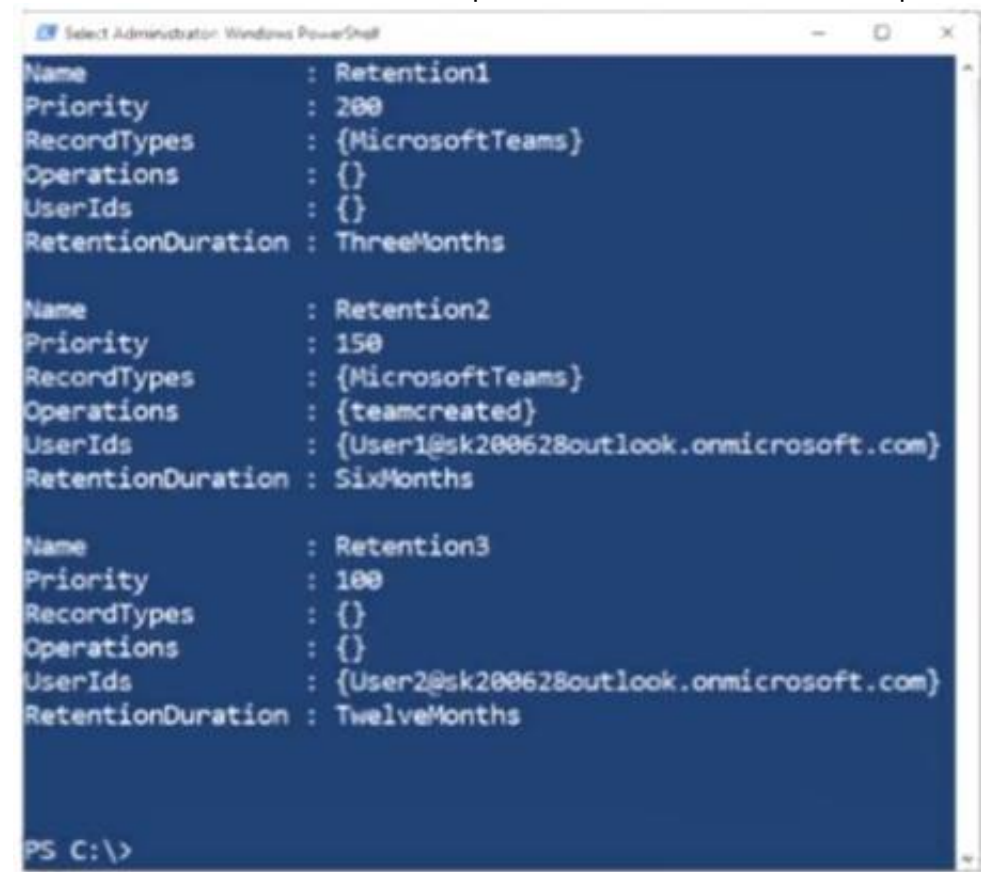 Select Administrator: Windows PowerShell
Name : Retention1
Priority : 200
RecordTypes : {MicrosoftTeams}
Operations : {}
UserIds : {}
RetentionDuration : ThreeMonths
Name : Retention2
Priority : 150
RecordTypes : {MicrosoftTeams}
Operations : {teamcreated}
UserIds : {User1@sk200628outlook.onmicrosoft.com}
RetentionDuration : SixMonths
Name : Retention3
Priority : 100
RecordTypes : {}
Operations : {}
UserIds : {User2@sk200628outlook.onmicrosoft.com}
RetentionDuration : TwelveMonths
PS C:\>